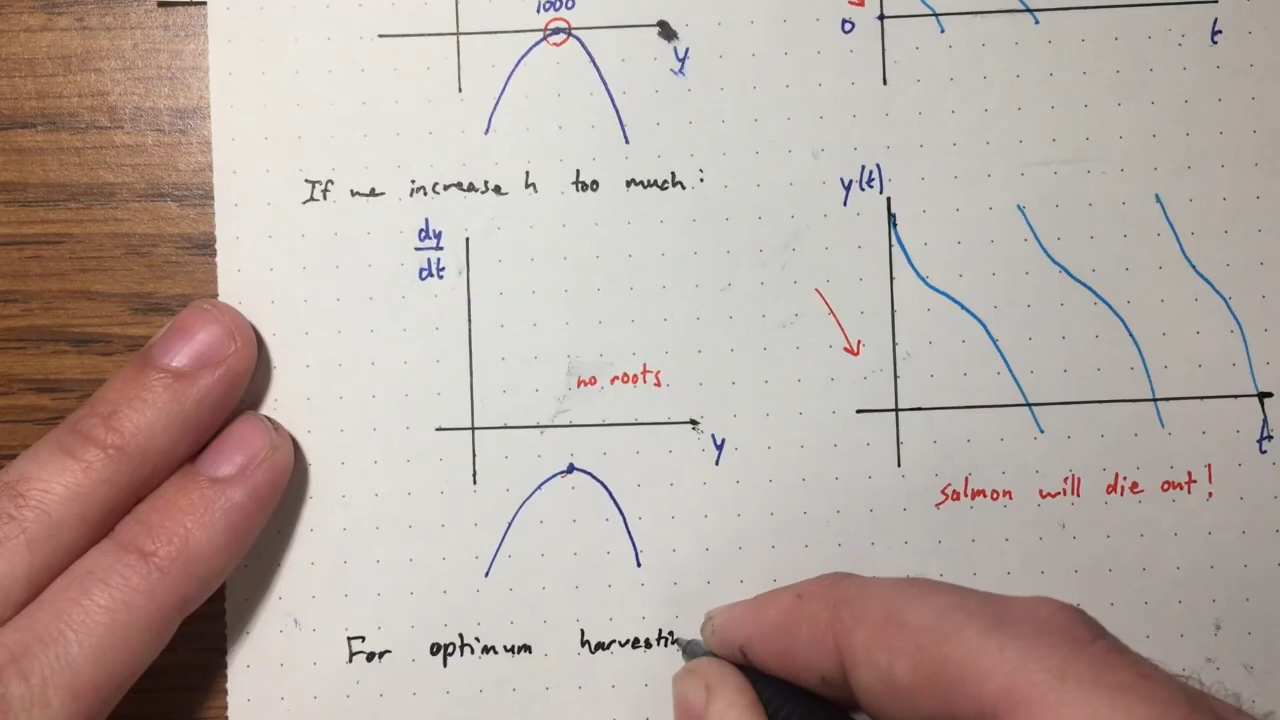 1000
y
0
t
If we increase h too much:
dy
dt
y(t)
no roots.
y
t
salmon will die out!
For optimum harvestin